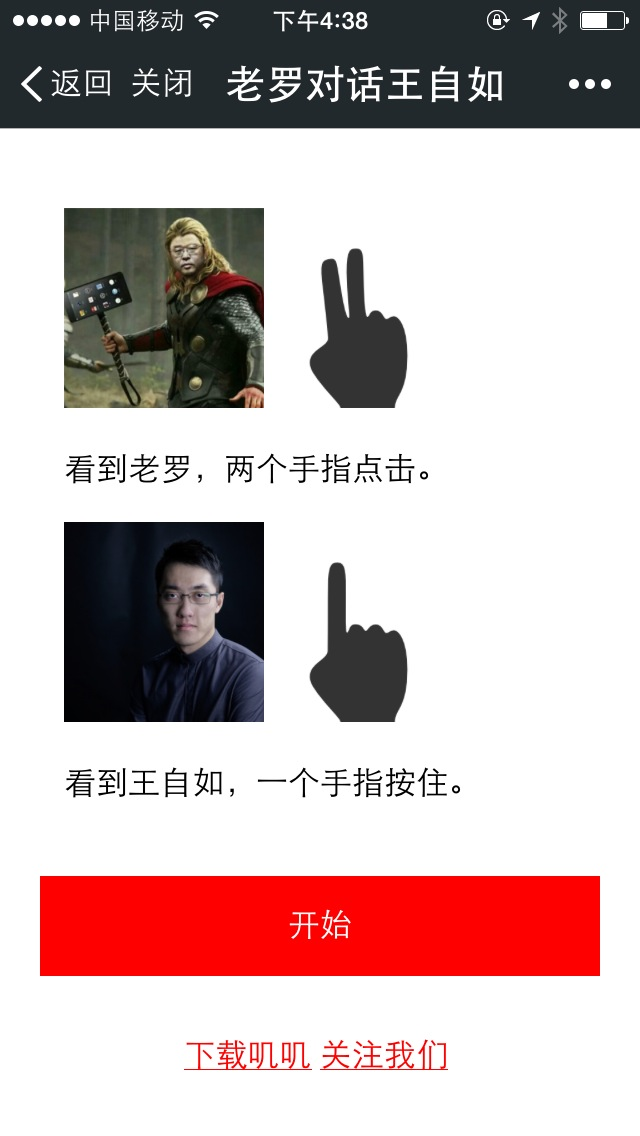 中国移动 下午4:38
返回 关闭 老罗对话王自如
看到老罗，两个手指点击。
看到王自如，一个手指按住。
开始
下载叽叽 关注我们